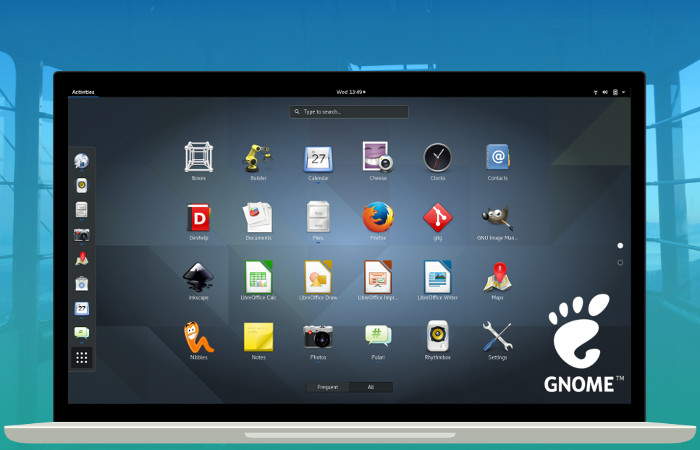 Activities
Wed 13:49
Type to search...
Boxes
Builder
27
Calendar
Cheese
Clocks
@
Contacts
D
Devhelp
Documents
Files
Firefox
gitg
GNU Image Man...
Inkscape
LibreOffice Calc
LibreOffice Draw
LibreOffice Impr...
LibreOffice Writer
Maps
27
#
Nibbles
Notes
Photos
Polari
Rhythmbox
Settings
Frequent
All
GNOME™